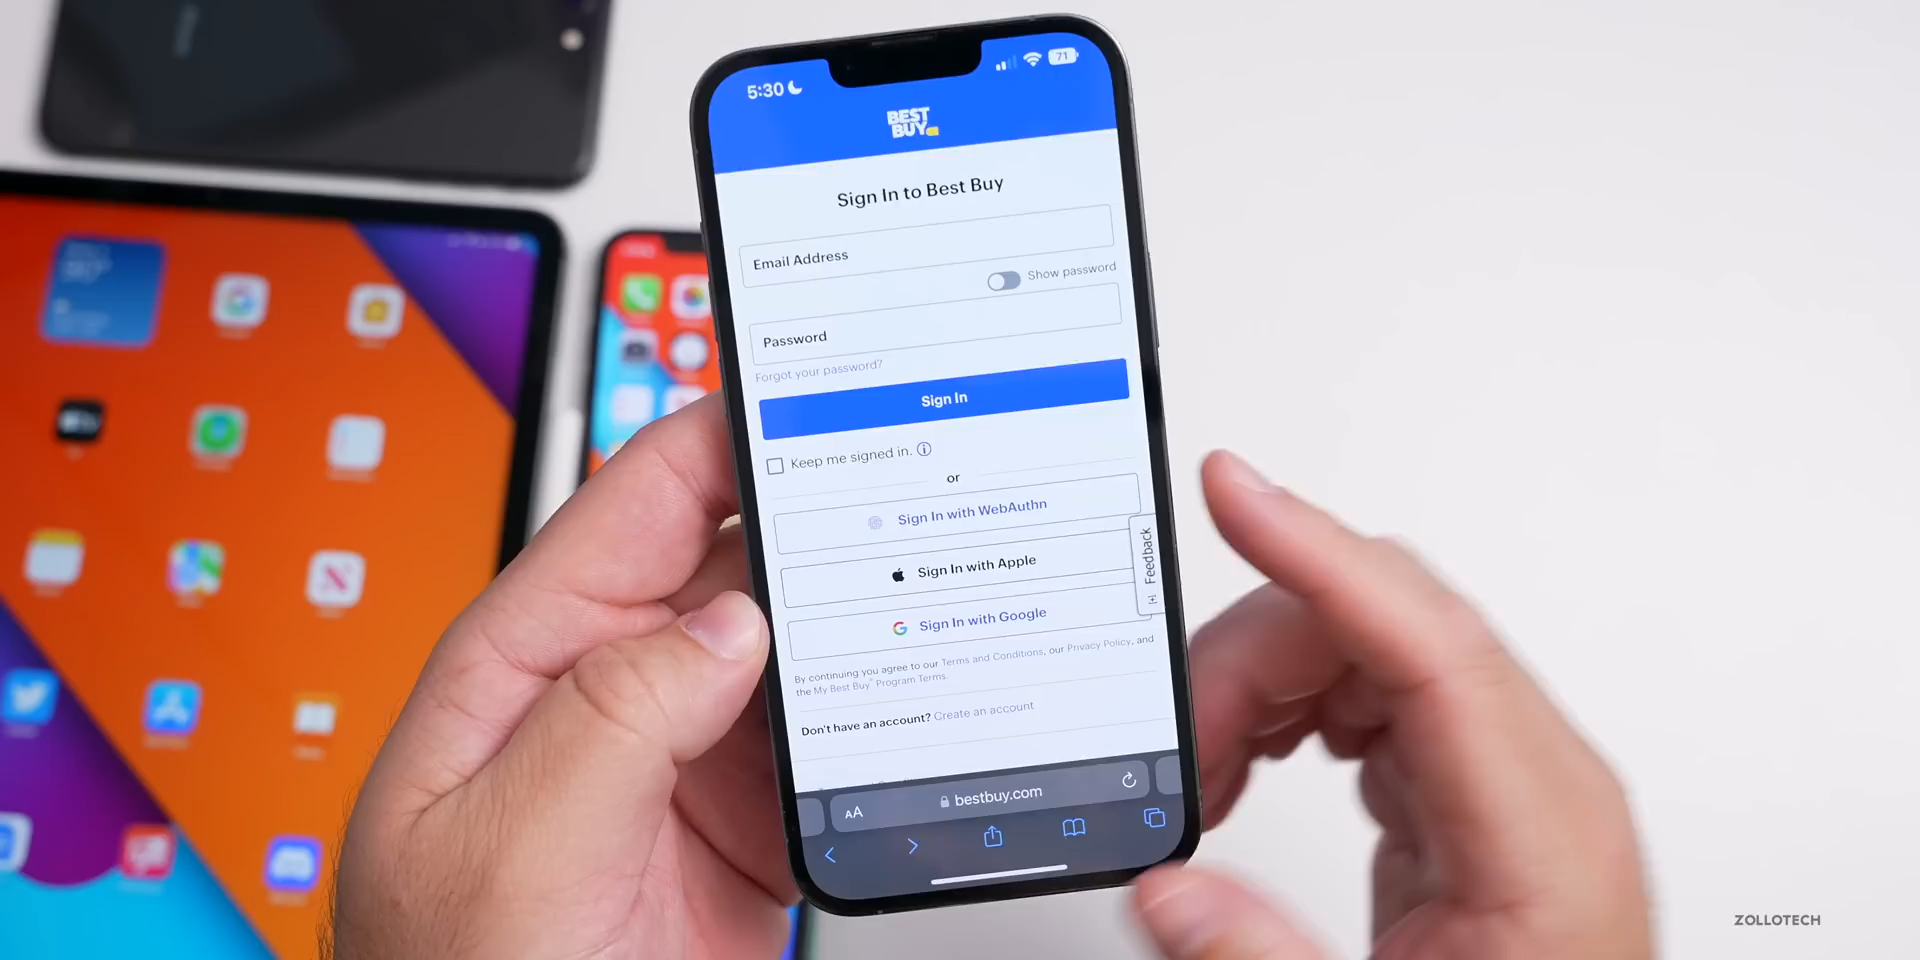 5:30
71
BEST
BUY
Sign In to Best Buy
Email Address
Show password
Password
Forgot your password?
Sign In
Keep me signed in.
or
Sign In with WebAuthn
Sign In with Apple
Sign In with Google
Feedback
By continuing you agree to our Terms and Conditions, our Privacy Policy, and
the My Best Buy® Program Terms.
Don't have an account? Create an account
AA
bestbuy.com
ZOLLOTECH